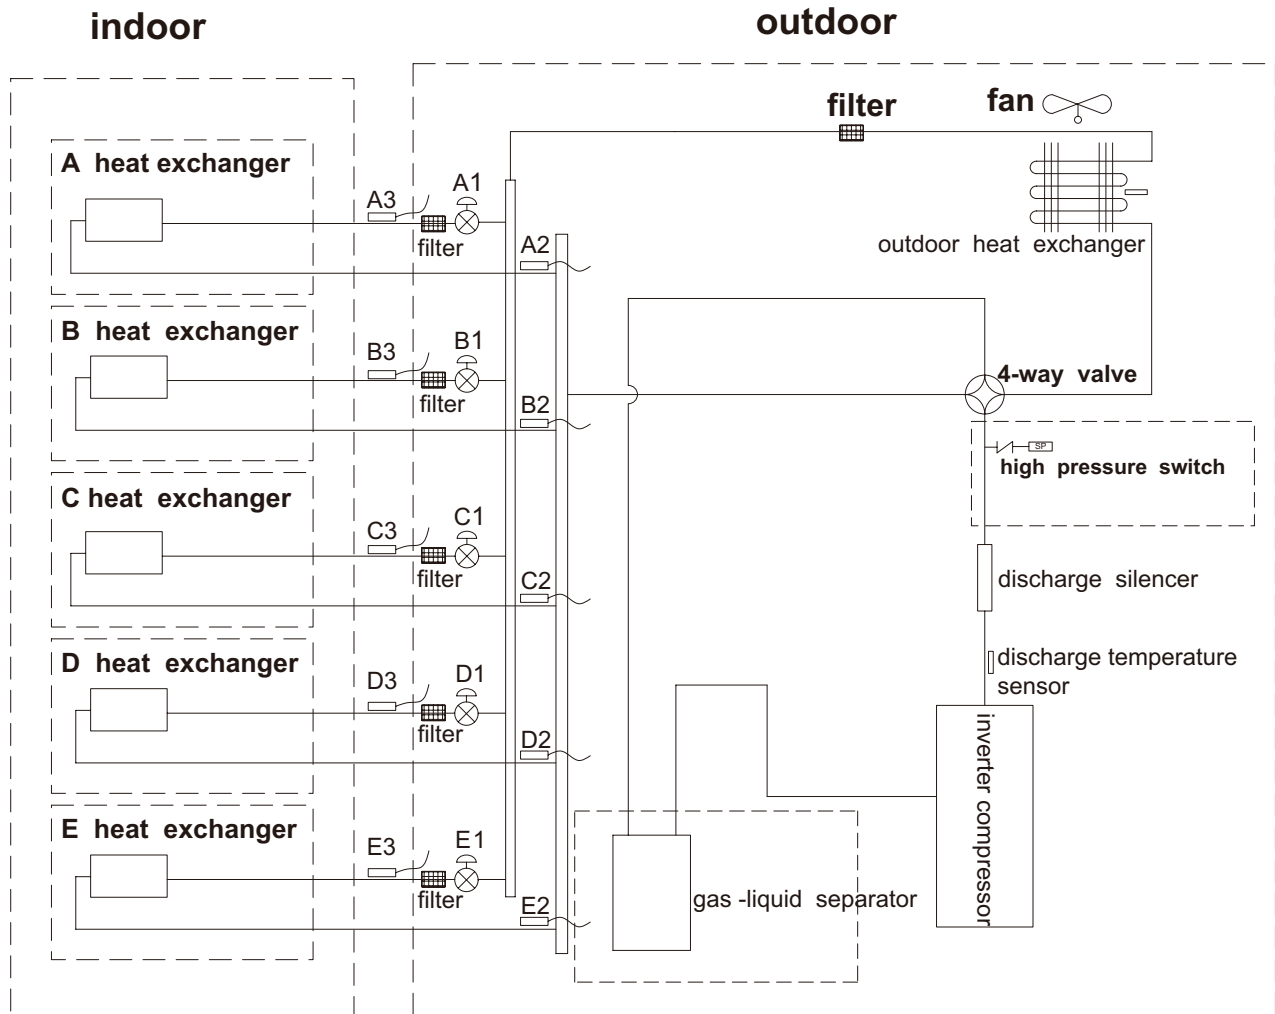 indoor
outdoor
filter
fan
A heat exchanger
A3
A1
filter
A2
outdoor heat exchanger
B heat exchanger
B3
B1
filter
B2
4-way valve
SP
high pressure switch
C heat exchanger
C3
C1
filter
C2
discharge silencer
D heat exchanger
D3
D1
filter
D2
discharge temperature
sensor
inverter compressor
E heat exchanger
E3
E1
filter
E2
gas -liquid separator